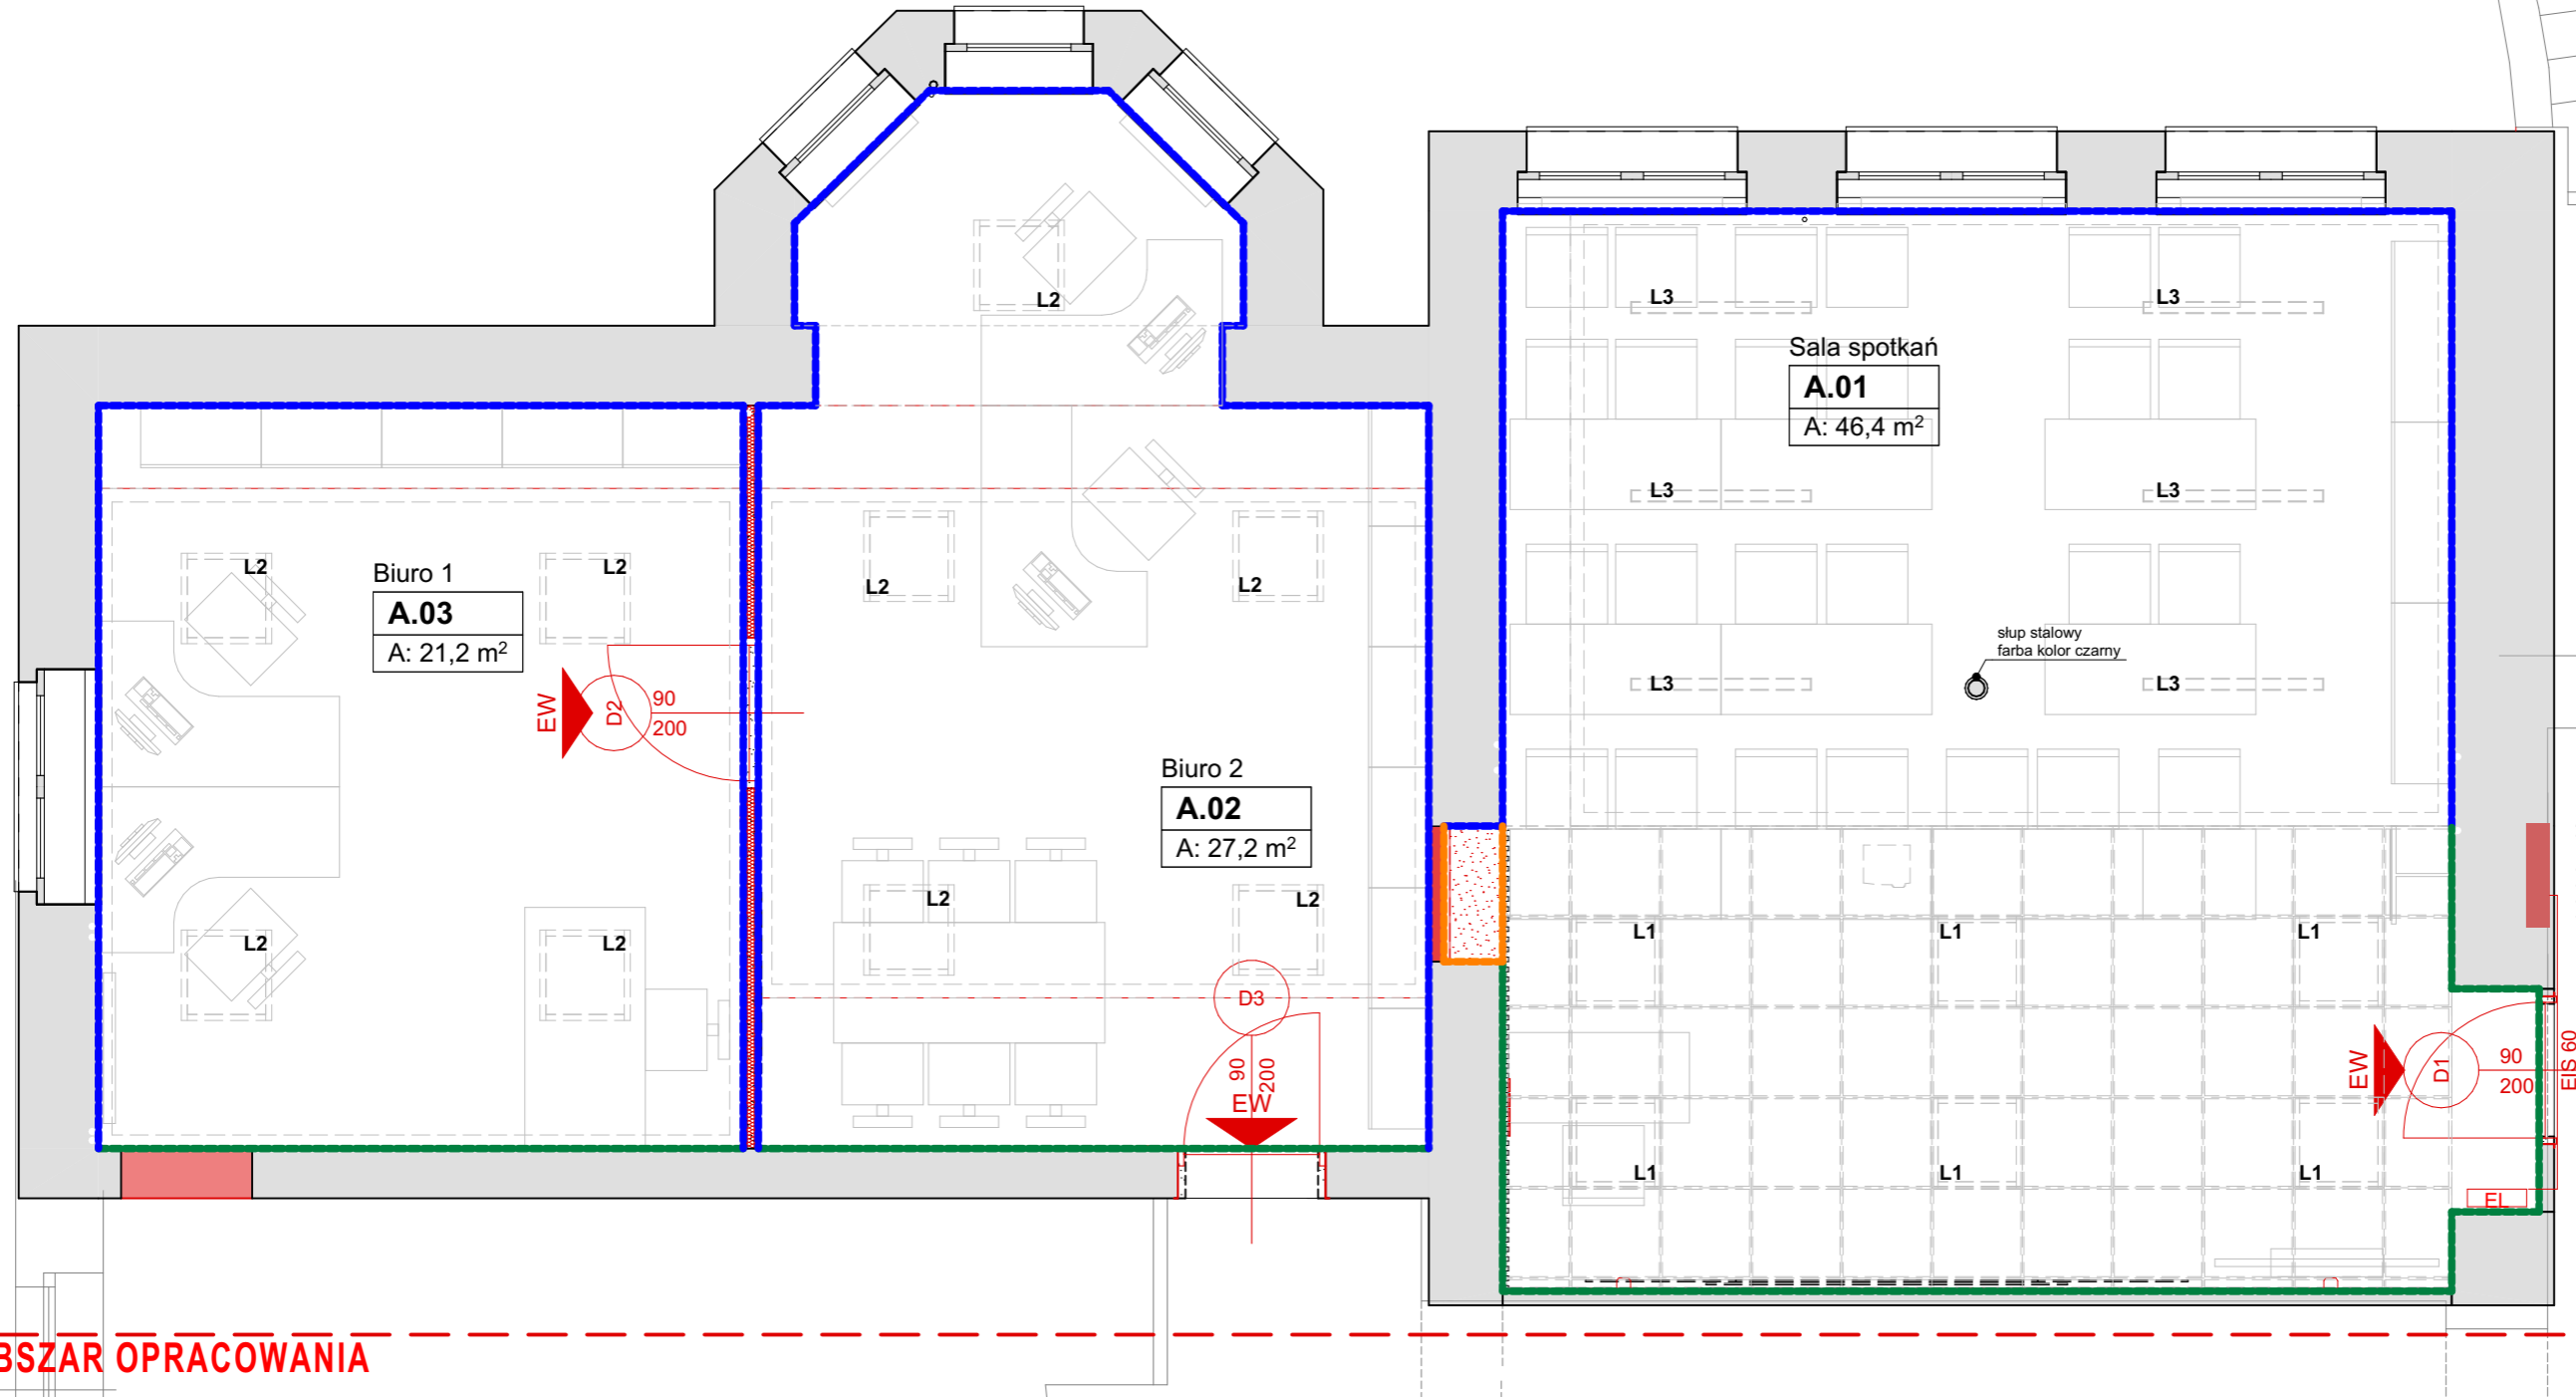 L2
Sala spotkań
A.01
A: 46,4 m²
L3
L3
L3
L3
L3
L3
słup stalowy
farba kolor czarny
Biuro 1
A.03
A: 21,2 m²
L2
L2
L2
L2
EW
D2
90
200
L2
L2
Biuro 2
A.02
A: 27,2 m²
L2
L2
D3
90
200
EW
L1
L1
L1
L1
L1
L1
EW
D1
90
200
EIS 60
EL
BSZAR OPRACOWANIA